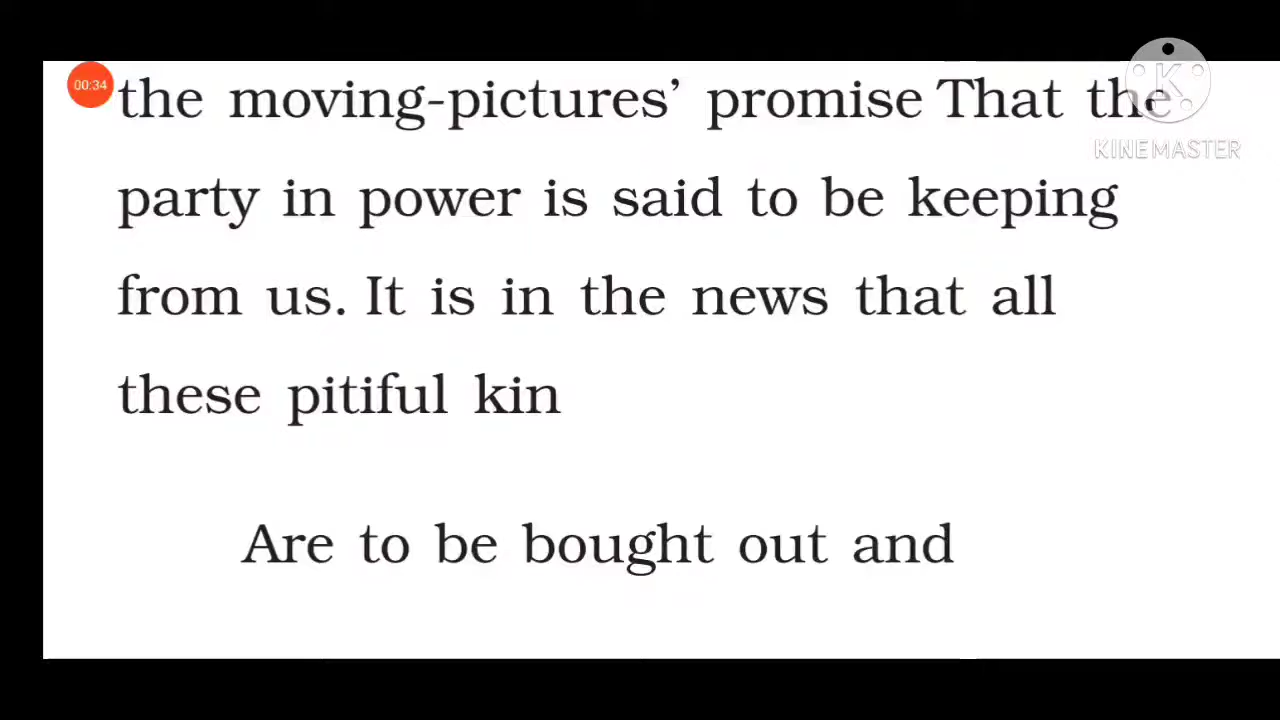 00:34
the moving-pictures’ promise That the
KINEMASTER
party in power is said to be keeping
from us. It is in the news that all
these pitiful kin
Are to be bought out and